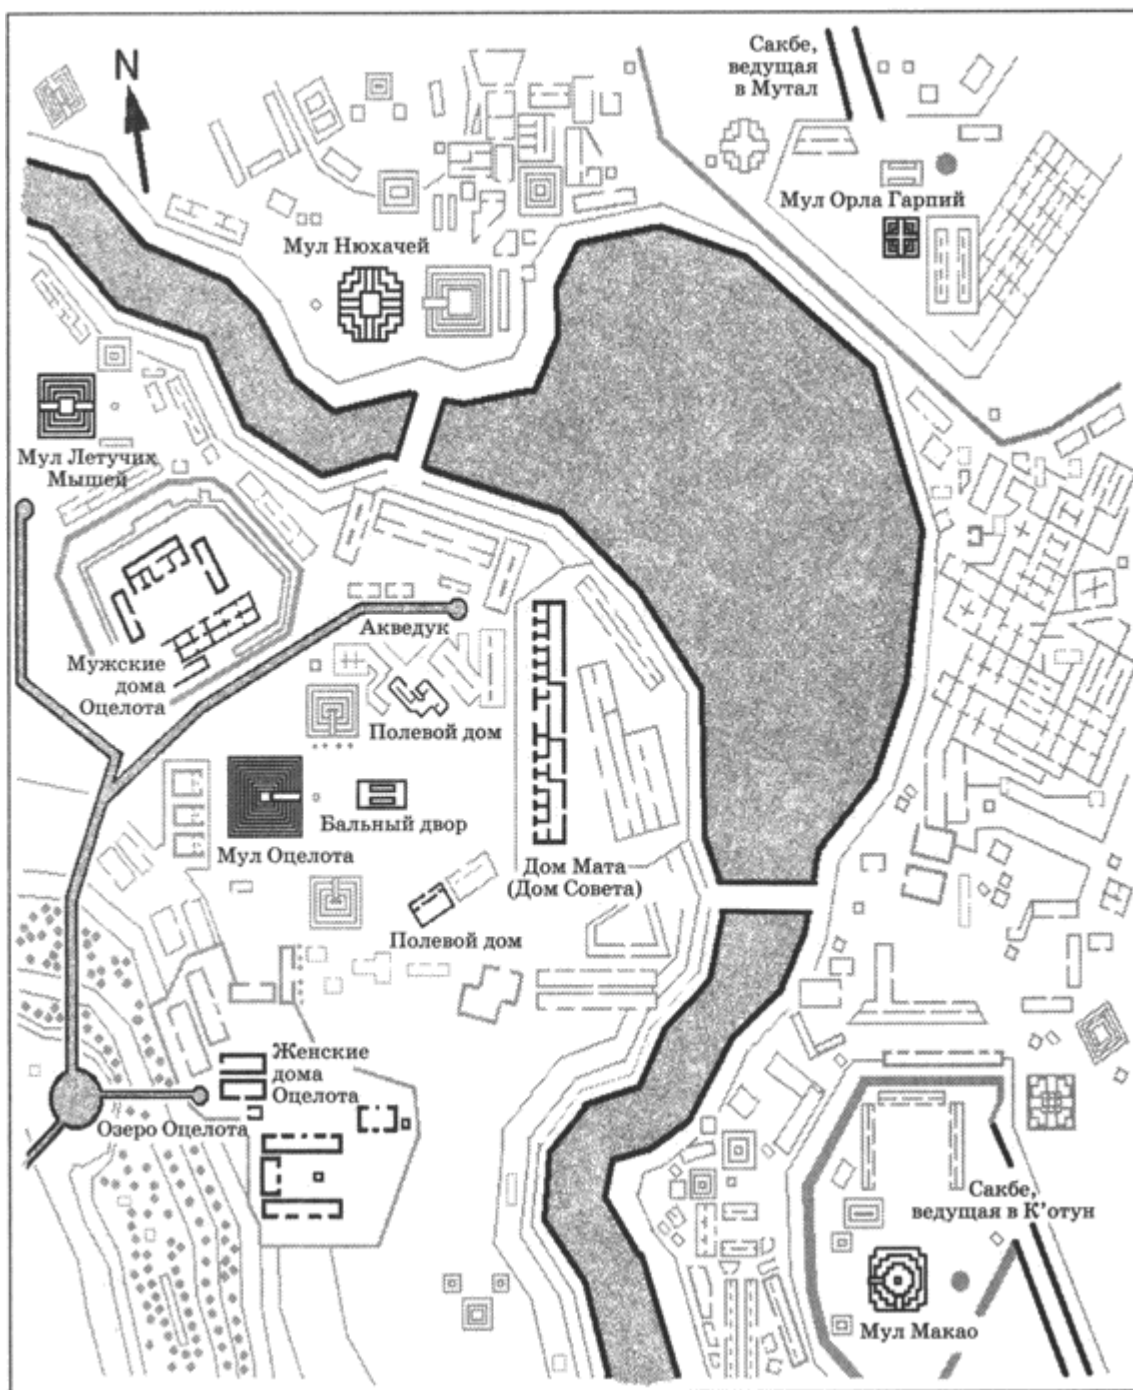 Сакбе,
ведущая
в Мутал
N
Мул Орла Гарпий
Мул Нюхачей
Мул Летучих
Мышей
Акведук
Мужские
дома
Оцелота
Полевой дом
Бальный двор
Мул Оцелота
Дом Мата
(Дом Совета)
Полевой дом
Женские
дома
Оцелота
Озеро Оцелота
Сакбе,
ведущая в К'отун
Мул Макао